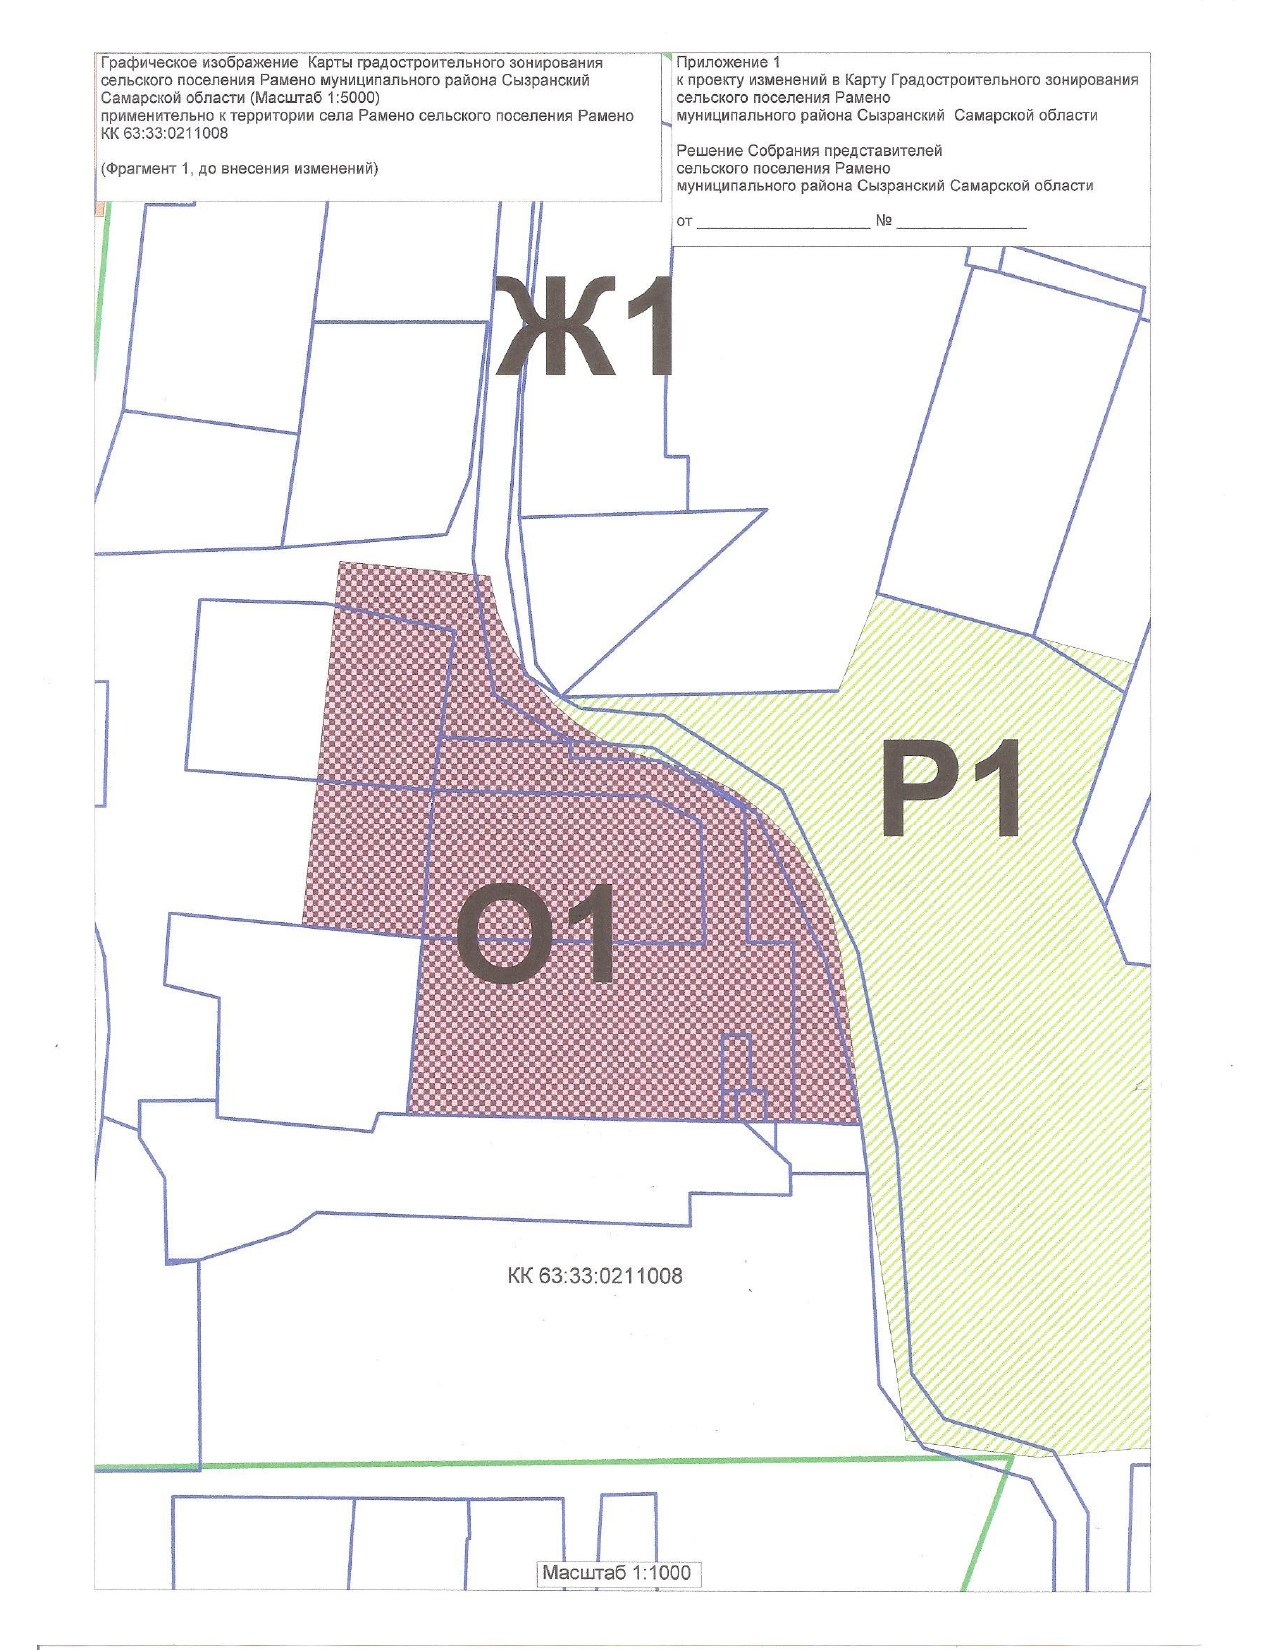 Графическое изображение Карты градостроительного зонирования
сельского поселения Рамено муниципального района Сызранский
Самарской области (Масштаб 1:5000)
применительно к территории села Рамено сельского поселения Рамено
КК 63:33:0211008
(Фрагмент 1, до внесения изменений)
Приложение 1
к проекту изменений в Карту Градостроительного зонирования
сельского поселения Рамено
муниципального района Сызранский Самарской области
Решение Собрания представителей
сельского поселения Рамено
муниципального района Сызранский Самарской области
от ____________________ № _______________
Ж1
Р1
О1
КК 63:33:0211008
Масштаб 1:1000